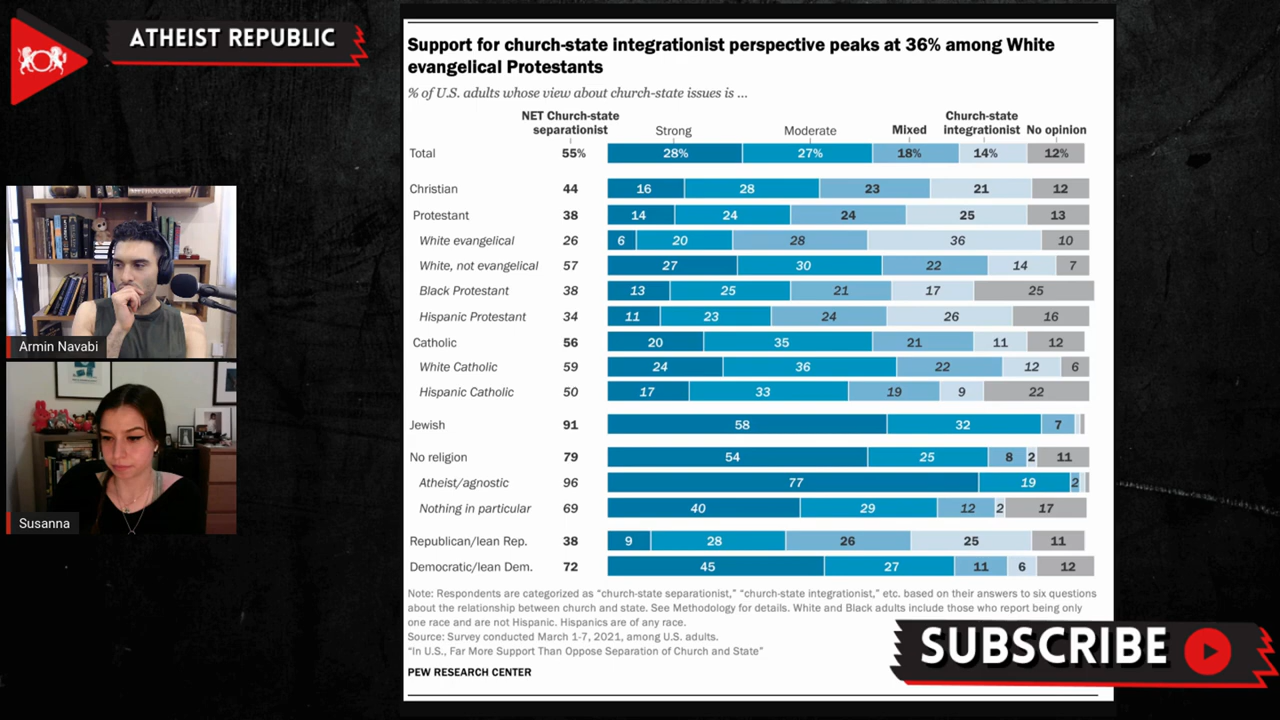 ATHEIST REPUBLIC
Support for church-state integrationist perspective peaks at 36% among White
evangelical Protestants
% of U.S. adults whose view about church-state issues is ...
NET Church-state separationist Strong Moderate Mixed Church-state integrationist No opinion
Total 55% 28% 27% 18% 14% 12%
Christian 44 16 28 23 21 12
Protestant 38 14 24 24 25 13
White evangelical 26 6 20 28 36 10
White, not evangelical 57 27 30 22 14 7
Black Protestant 38 13 25 21 17 25
Hispanic Protestant 34 11 23 24 26 16
Catholic 56 20 35 21 11 12
White Catholic 59 24 36 22 12 6
Hispanic Catholic 50 17 33 19 9 22
Jewish 91 58 32 7
No religion 79 54 25 8 2 11
Atheist/agnostic 96 77 19 2
Nothing in particular 69 40 29 12 2 17
Republican/lean Rep. 38 9 28 26 25 11
Democratic/lean Dem. 72 45 27 11 6 12
Note: Respondents are categorized as “church-state separationist,” “church-state integrationist,” etc. based on their answers to six questions
about the relationship between church and state. See Methodology for details. White and Black adults include those who report being only
one race and are not Hispanic. Hispanics are of any race.
Source: Survey conducted March 1-7, 2021, among U.S. adults.
“In U.S., Far More Support Than Oppose Separation of Church and State”
PEW RESEARCH CENTER
Armin Navabi
Susanna
SUBSCRIBE